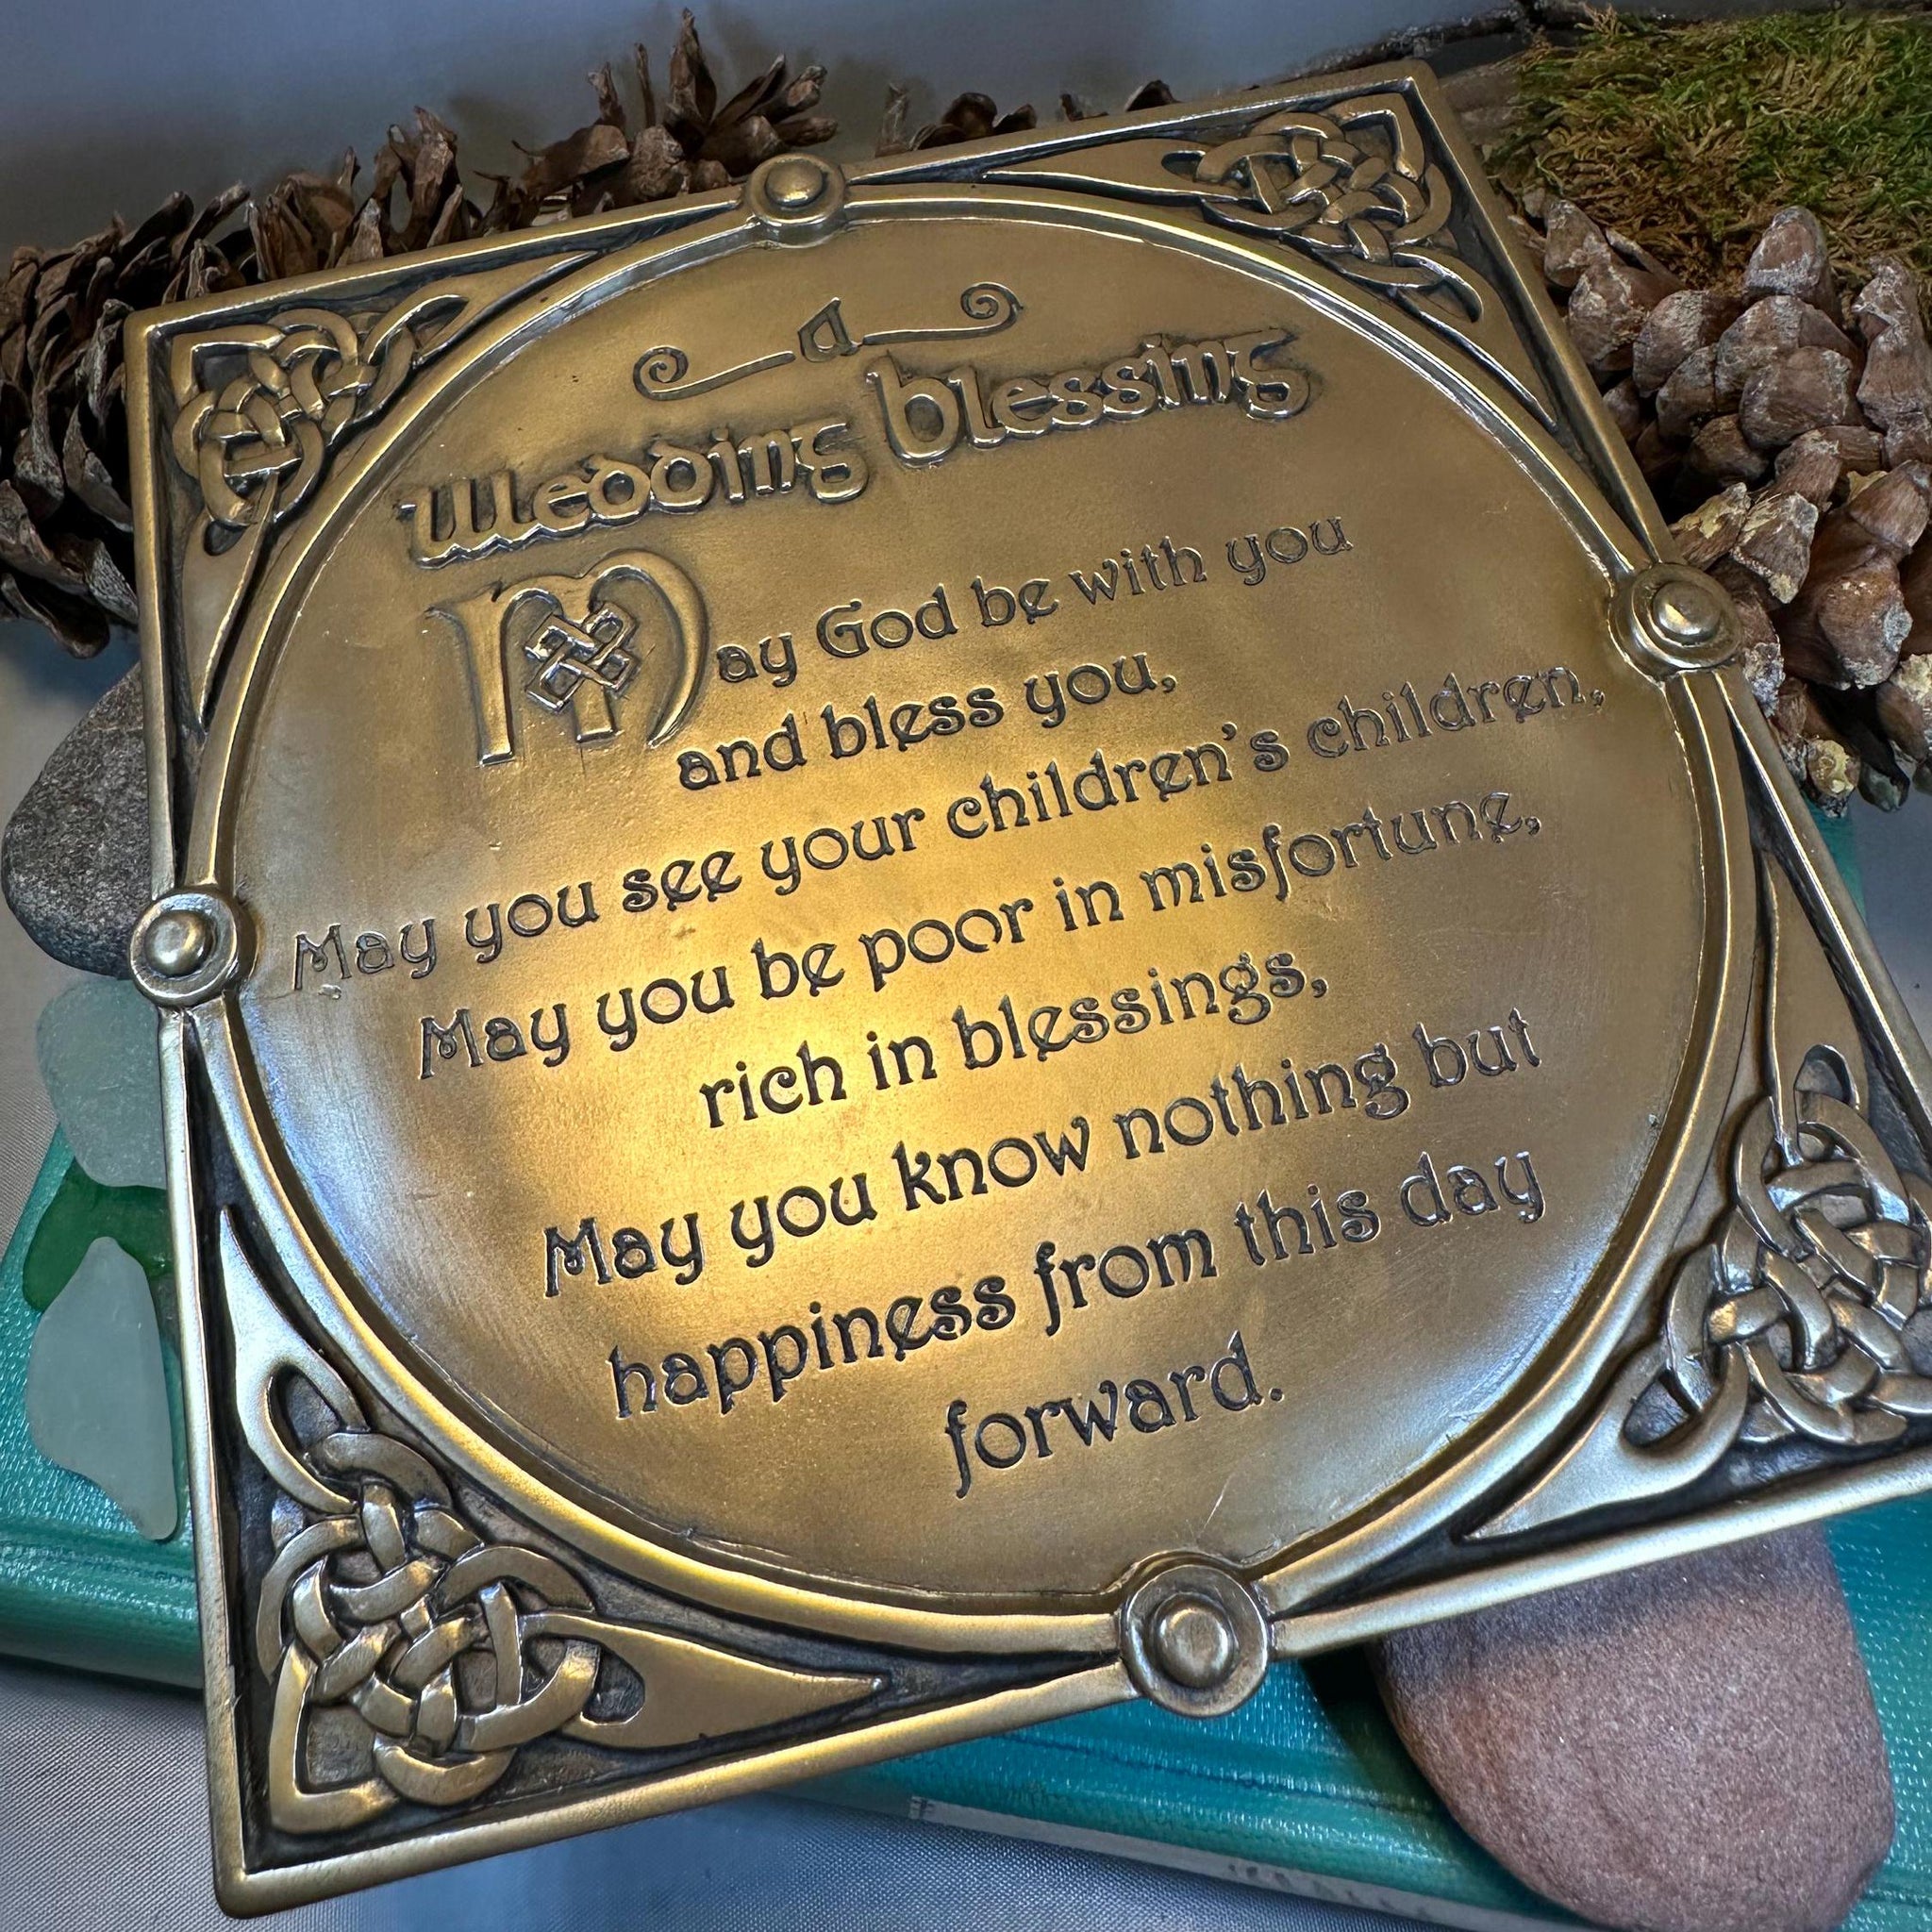 a
Wedding Blessing
May God be with you
and bless you,
May you see your children's children,
May you be poor in misfortune,
rich in blessings,
May you know nothing but
happiness from this day
forward.